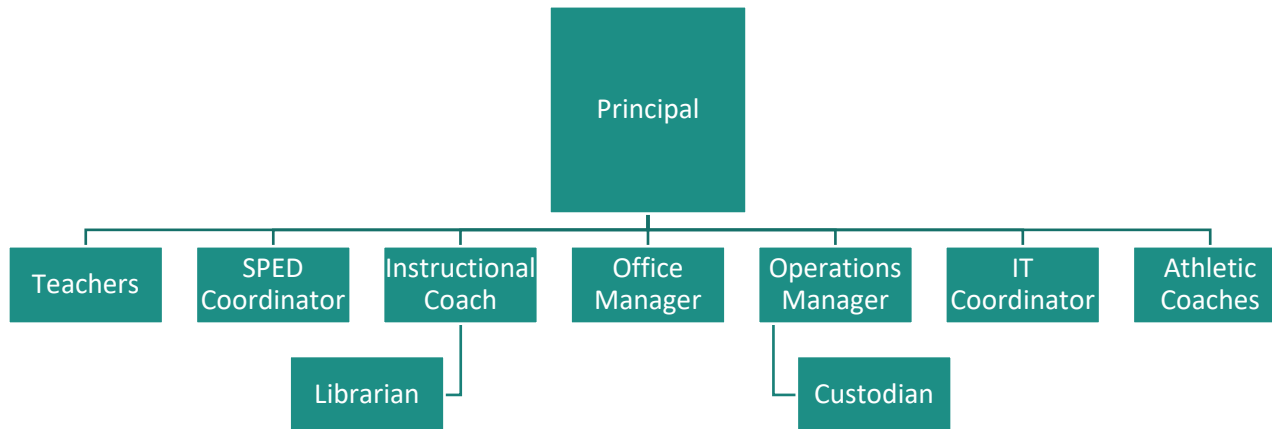 Principal
Teachers
SPED
Coordinator
Instructional
Coach
Office
Manager
Operations
Manager
IT
Coordinator
Athletic
Coaches
Librarian
Custodian